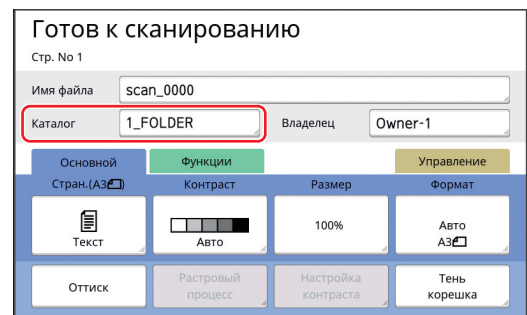 Готов к сканированию
Стр. No 1
Имя файла scan_0000
Каталог 1_FOLDER Владелец Owner-1
Основной Функции Управление
Стран.(A3) Контраст Размер Формат
Текст Авто 100% Авто A3
Оттиск Растровый процесс Настройка контраста Тень корешка